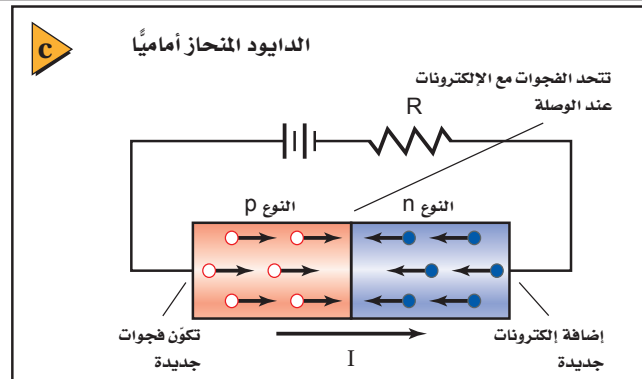 c
الدايود المنحاز أماميًّا
تتحد الفجوات مع الإلكترونات
عند الوصلة
R
النوع p
النوع n
تكوّن فجوات
جديدة
إضافة إلكترونات
جديدة
I